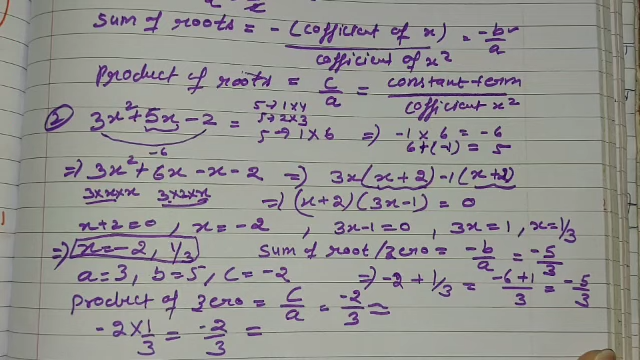 Sum of roots = -(cofficient of x) / cofficient of x² = -b/a
Product of roots = c/a = constant term / cofficient x²
② 3x²+5x-2 = 5→1×4
5→2×3
5→1×6 ⇒ -1×6 = -6
6+(-1) = 5
-6
⇒ 3x²+6x-x-2 ⇒ 3x(x+2)-1(x+2)
3×x×x 3×2×x ⇒ (x+2)(3x-1) = 0
x+2=0, x=-2, 3x-1=0, 3x=1, x=1/3
⇒ x=-2, 1/3 Sum of root/zero = -b/a = -5/3
a=3, b=5, c=-2 ⇒ -2+1/3 = -6+1/3 = -5/3
Product of zero = c/a = -2/3 =
-2×1/3 = -2/3 =